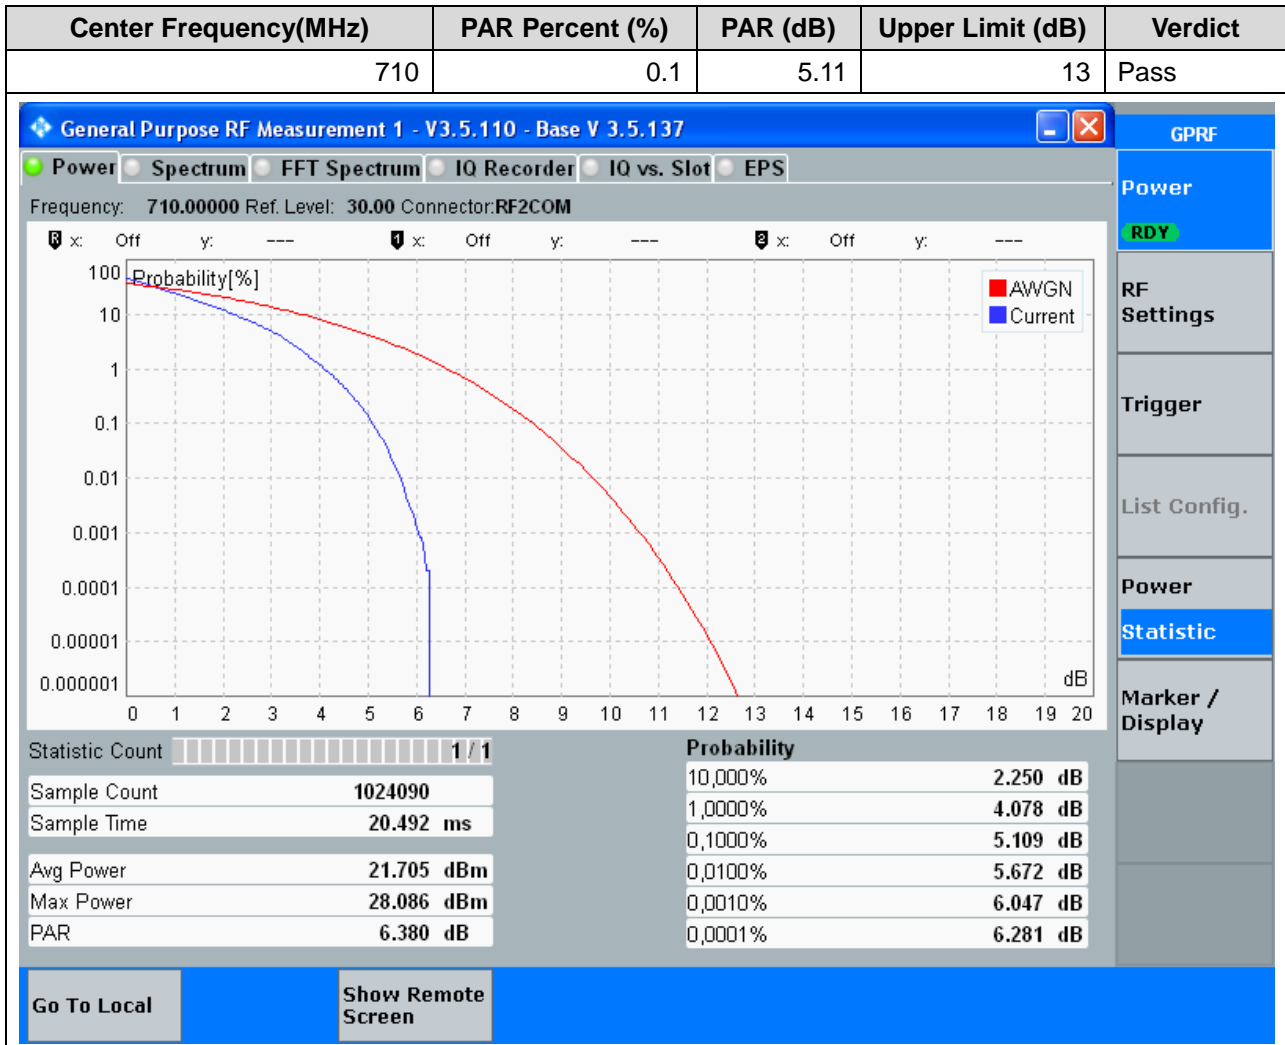 Center Frequency(MHz) PAR Percent (%) PAR (dB) Upper Limit (dB) Verdict
710 0.1 5.11 13 Pass
General Purpose RF Measurement 1 - V3.5.110 - Base V 3.5.137
GPRF
Power Spectrum FFT Spectrum IQ Recorder IQ vs. Slot EPS
Power
RDY
Frequency: 710.00000 Ref. Level: 30.00 Connector:RF2COM
R x: Off y: --- 1 x: Off y: --- 2 x: Off y: ---
Probability[%]
AWGN
Current
100
10
1
0.1
0.01
0.001
0.0001
0.00001
0.000001
dB
0 1 2 3 4 5 6 7 8 9 10 11 12 13 14 15 16 17 18 19 20
RF
Settings
Trigger
List Config.
Power
Statistic
Marker /
Display
Statistic Count 1 / 1
Sample Count 1024090
Sample Time 20.492 ms
Avg Power 21.705 dBm
Max Power 28.086 dBm
PAR 6.380 dB
Probability
10,000% 2.250 dB
1,0000% 4.078 dB
0,1000% 5.109 dB
0,0100% 5.672 dB
0,0010% 6.047 dB
0,0001% 6.281 dB
Go To Local
Show Remote
Screen